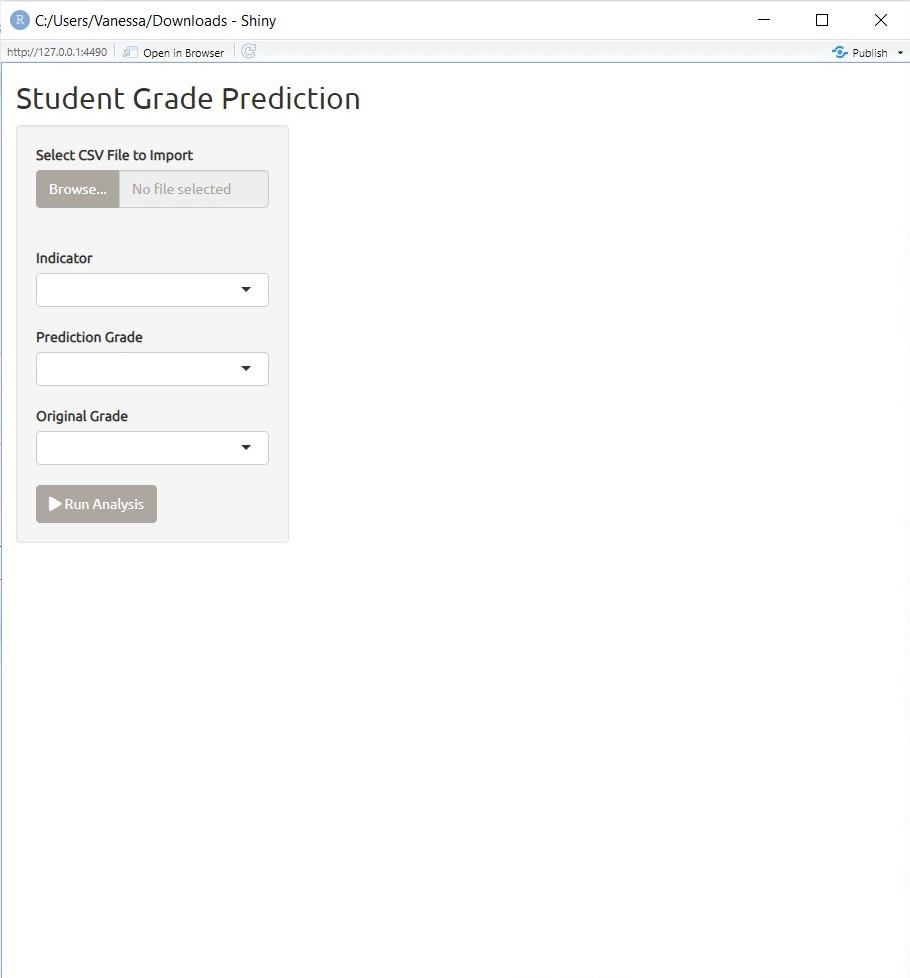 R C:/Users/Vanessa/Downloads - Shiny
http://127.0.0.1:4490 Open in Browser Publish
Student Grade Prediction
Select CSV File to Import
Browse... No file selected
Indicator
Prediction Grade
Original Grade
Run Analysis